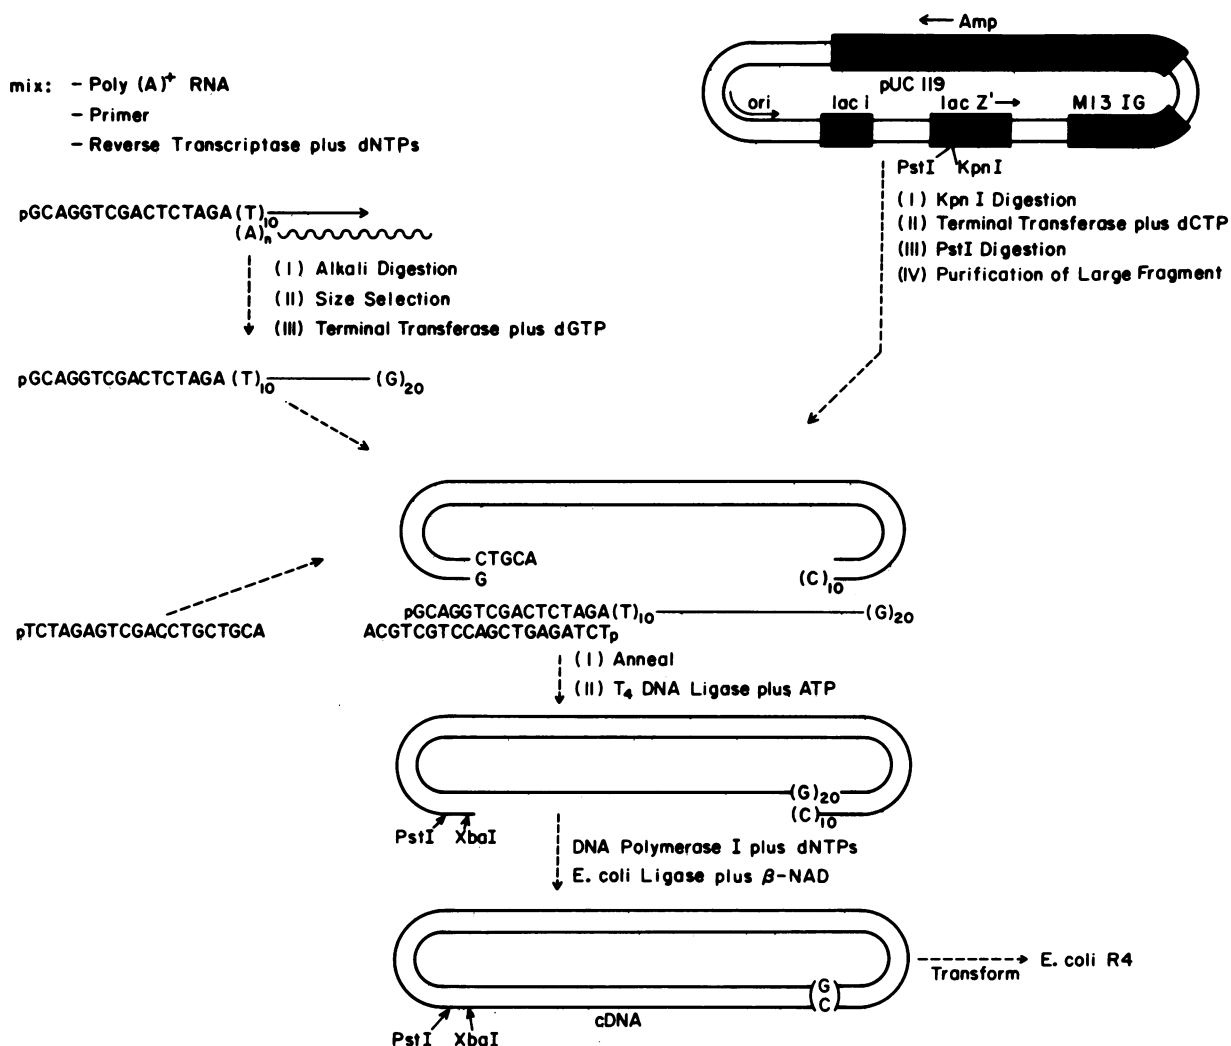 mix: - Poly (A)+ RNA
- Primer
- Reverse Transcriptase plus dNTPs
pGCAGGTCGACTCTAGA (T)10
(A)n
(I) Alkali Digestion
(II) Size Selection
(III) Terminal Transferase plus dGTP
pGCAGGTCGACTCTAGA (T)10 (G)20
Amp
pUC 119
ori
lac i
lac Z'
M13 IG
PstI KpnI
(I) Kpn I Digestion
(II) Terminal Transferase plus dCTP
(III) PstI Digestion
(IV) Purification of Large Fragment
CTGCA
G
(C)10
pGCAGGTCGACTCTAGA (T)10 (G)20
pTCTAGAGTCGACCTGCTGCA
ACGTCGTCCAGCTGAGATCTp
(I) Anneal
(II) T4 DNA Ligase plus ATP
(G)20
(C)10
PstI XbaI
DNA Polymerase I plus dNTPs
E. coli Ligase plus β-NAD
(G
C)
cDNA
PstI XbaI
Transform
E. coli R4